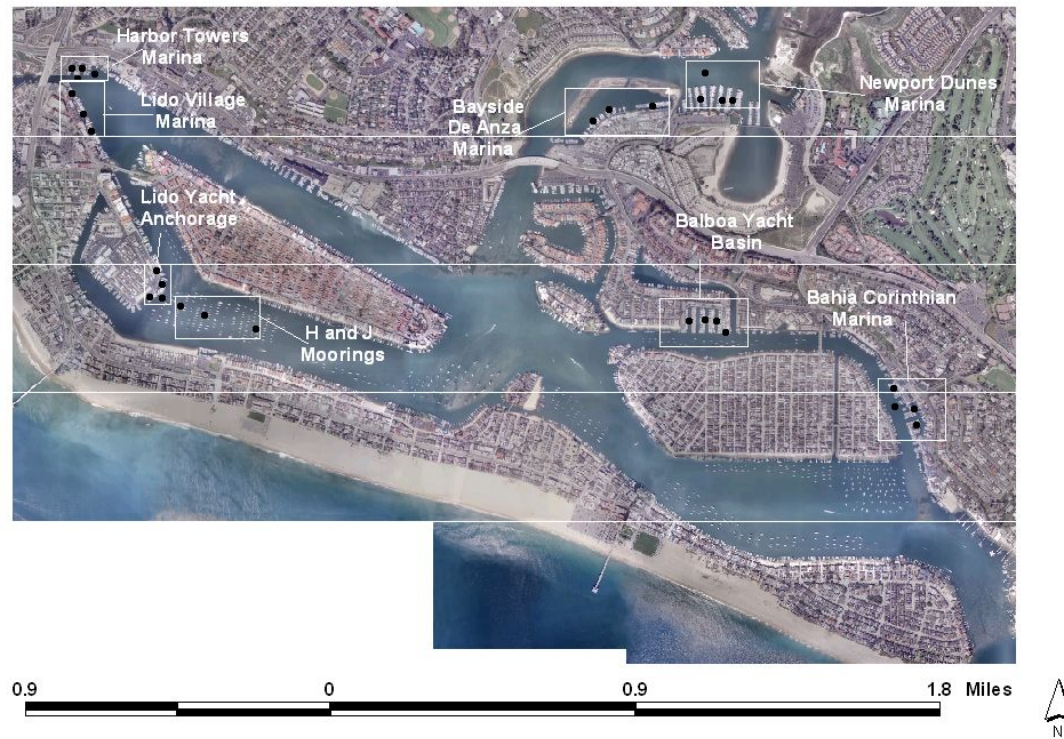 Harbor Towers
Marina
Lido Village
Marina
Bayside
De Anza
Marina
Newport Dunes
Marina
Lido Yacht
Anchorage
Balboa Yacht
Basin
H and J
Moorings
Bahia Corinthian
Marina
0.9 0 0.9 1.8 Miles
N